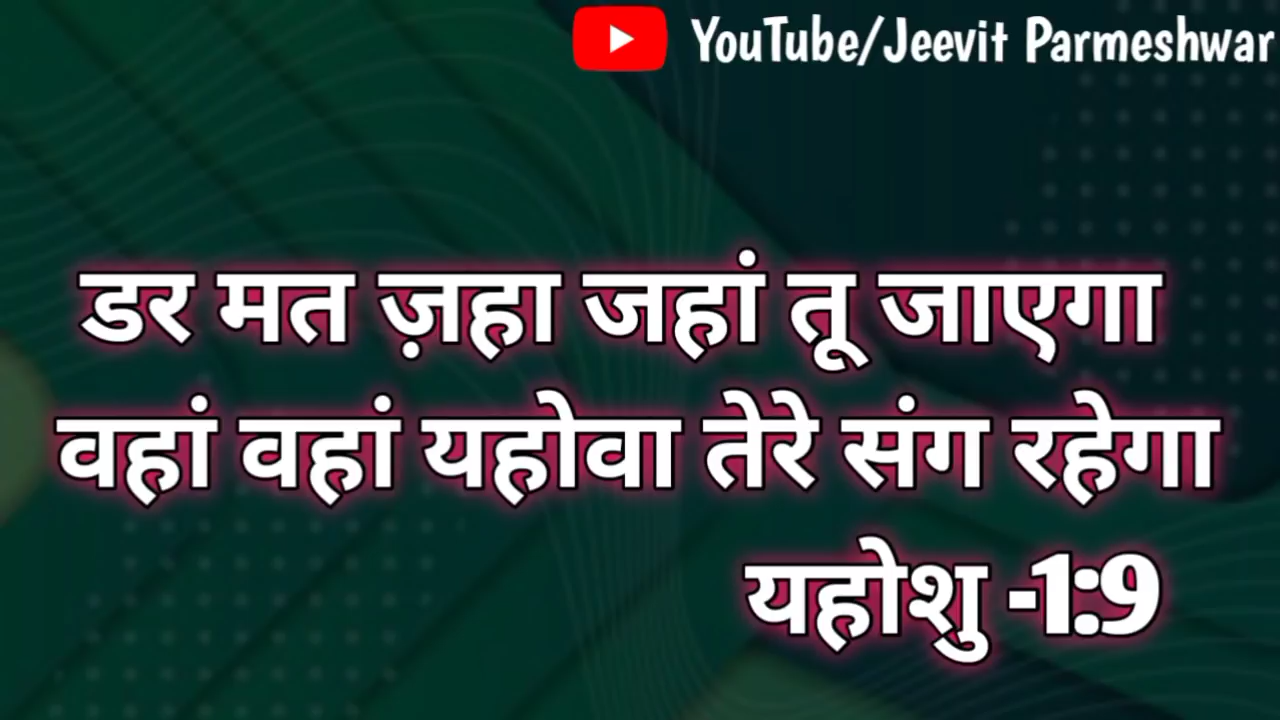 YouTube/Jeevit Parmeshwar
डर मत ज़हा जहां तू जाएगा
वहां वहां यहोवा तेरे संग रहेगा
यहोशु -1:9